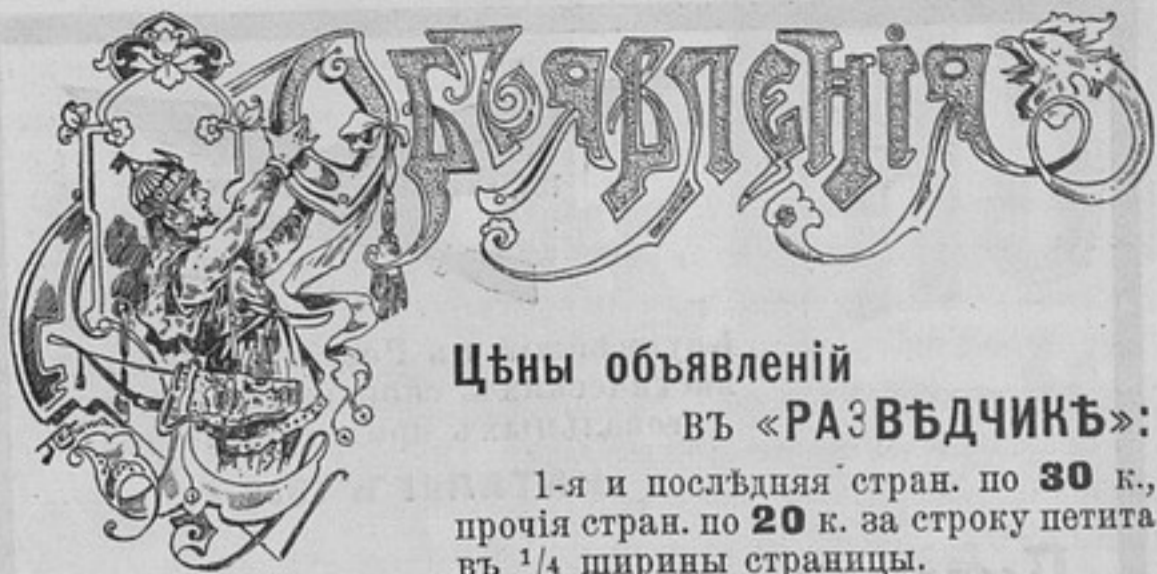 Объявленія
Цѣны объявленій
въ «РАЗВѢДЧИКѢ»:
1-я и послѣдняя стран. по 30 к.,
прочія стран. по 20 к. за строку петита
въ 1/4 ширины страницы.